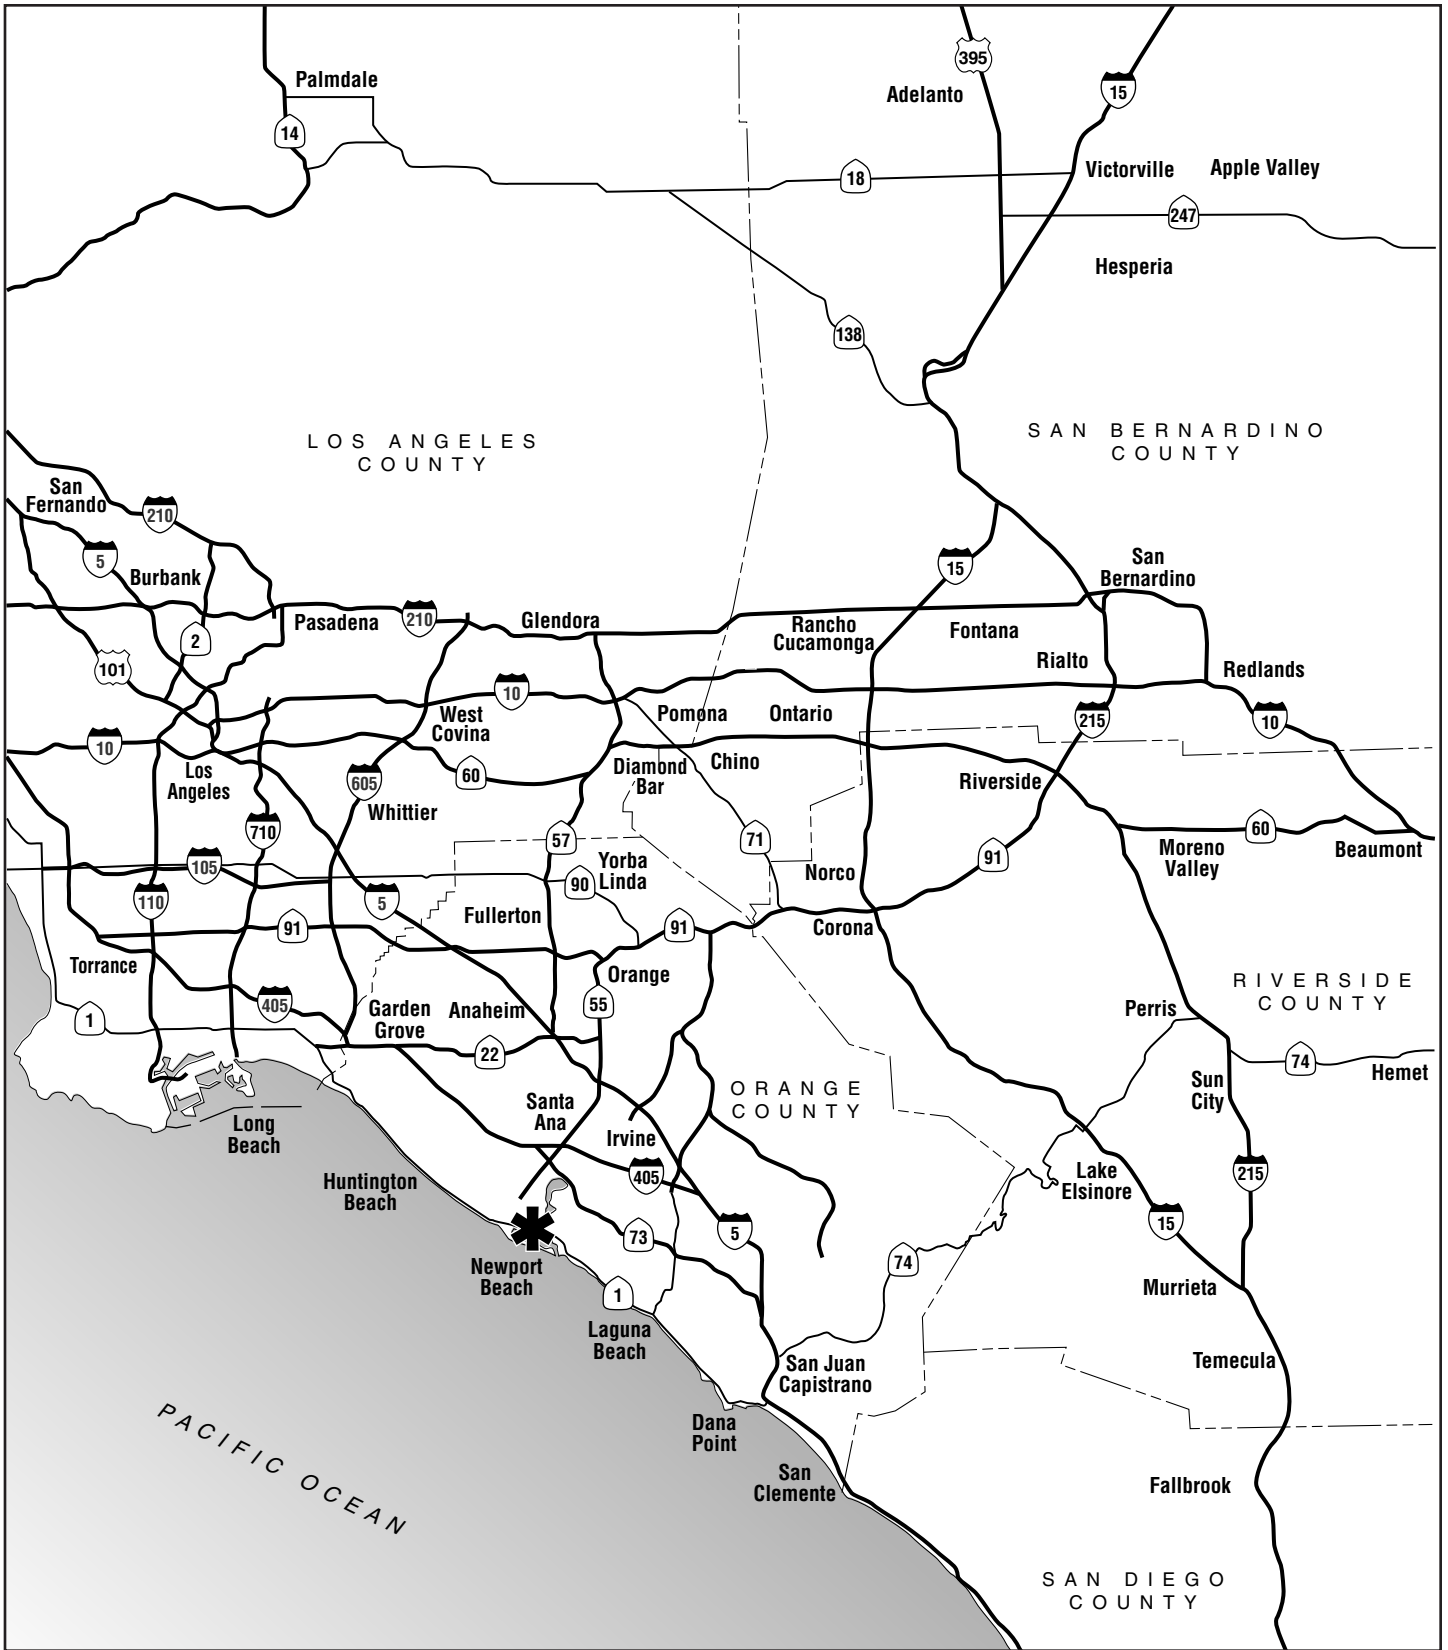 395
15
Palmdale
Adelanto
14
18
Victorville
Apple Valley
247
Hesperia
138
LOS ANGELES
COUNTY
SAN BERNARDINO
COUNTY
San
Fernando
210
5
Burbank
15
San
Bernardino
Pasadena
210
Glendora
Rancho
Cucamonga
Fontana
2
101
Rialto
Redlands
10
West
Covina
Pomona
Ontario
215
10
10
Los
Angeles
605
60
Diamond
Bar
Chino
Riverside
Whittier
710
57
71
91
60
Moreno
Valley
Beaumont
105
Yorba
Linda
90
Norco
110
5
Fullerton
91
91
Corona
Torrance
Orange
405
1
Garden
Grove
Anaheim
55
RIVERSIDE
COUNTY
Perris
22
74
Hemet
ORANGE
COUNTY
Sun
City
Santa
Ana
Long
Beach
Irvine
405
Lake
Elsinore
215
Huntington
Beach
15
73
5
74
Newport
Beach
1
Murrieta
Laguna
Beach
San Juan
Capistrano
Temecula
Dana
Point
PACIFIC OCEAN
San
Clemente
Fallbrook
SAN DIEGO
COUNTY